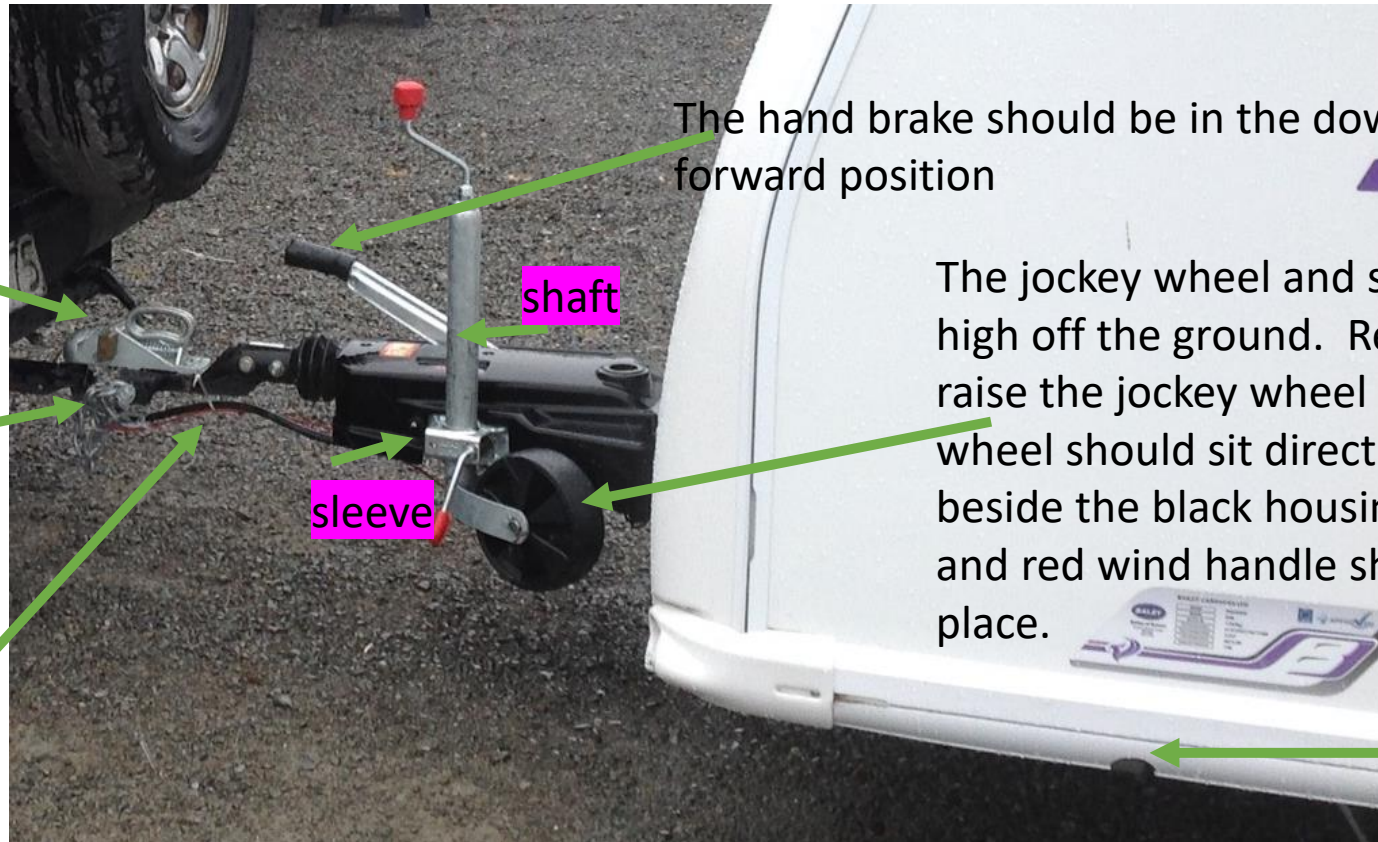 The hand brake should be in the dow
forward position
shaft
The jockey wheel and s
high off the ground.  Re
raise the jockey wheel
wheel should sit direct
beside the black housin
and red wind handle sh
place.
sleeve
BAILEY
B